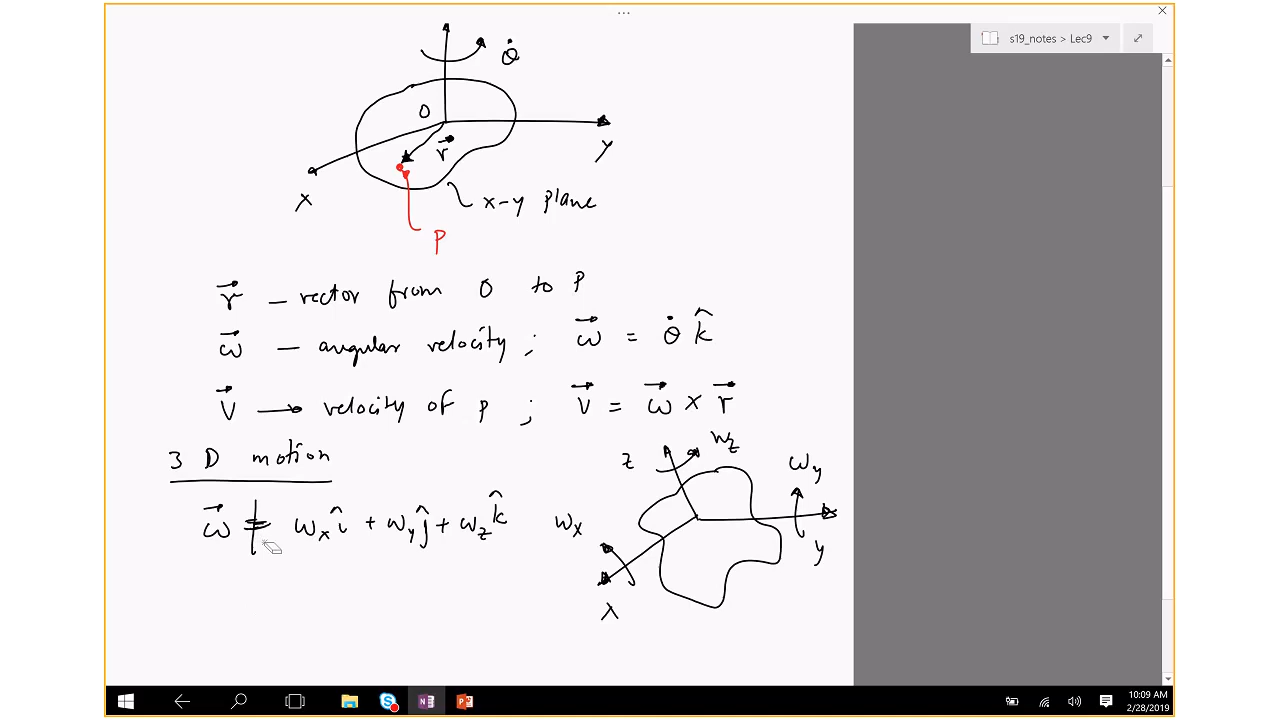 s19_notes > Lec9
θ̇
O
r⃗
y
x
x-y plane
P
r⃗ – vector from O to P
ω⃗ – angular velocity ; ω⃗ = θ̇ k̂
V⃗ → velocity of P ; V⃗ = ω⃗ × r⃗
3 D motion
z
ωz
ωy
ω⃗ ≠ ωx î + ωy ĵ + ωz k̂
ωx
y
x
10:09 AM
2/28/2019